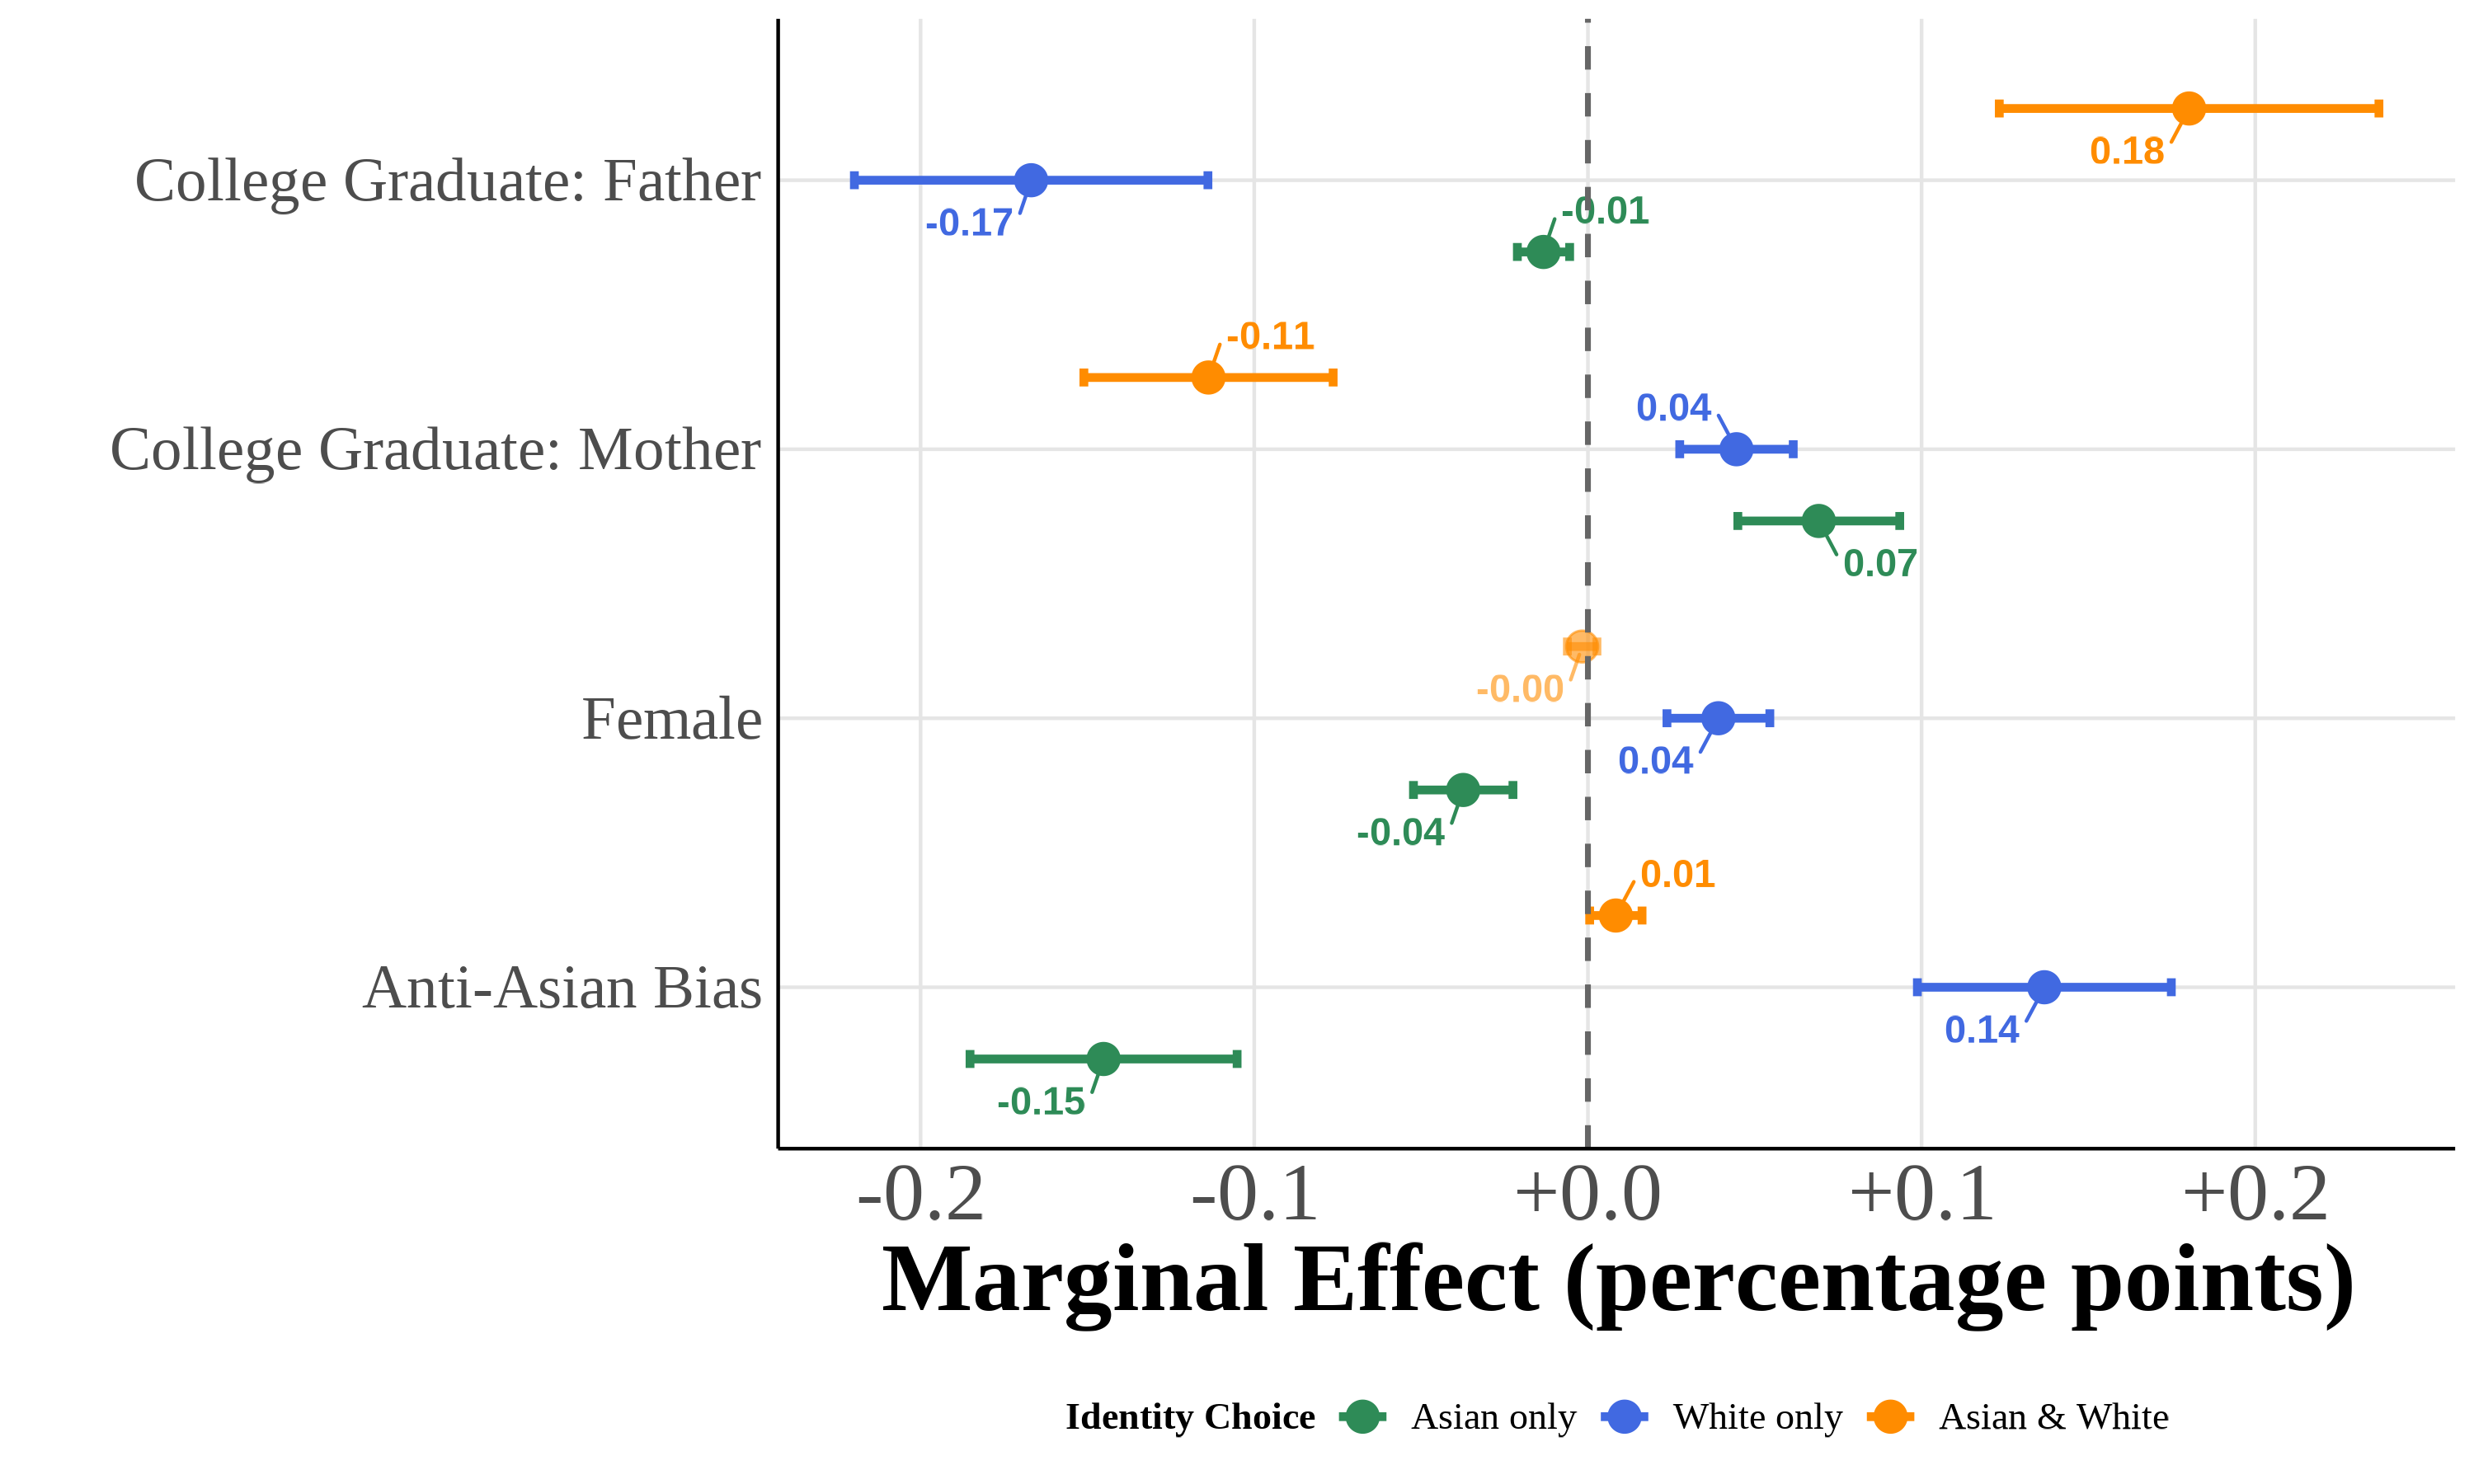 0.18
College Graduate: Father
-0.17
-0.01
-0.11
0.04
College Graduate: Mother
0.07
-0.00
Female
0.04
-0.04
0.01
Anti-Asian Bias
0.14
-0.15
-0.2 -0.1 +0.0 +0.1 +0.2
Marginal Effect (percentage points)
Identity Choice Asian only White only Asian & White